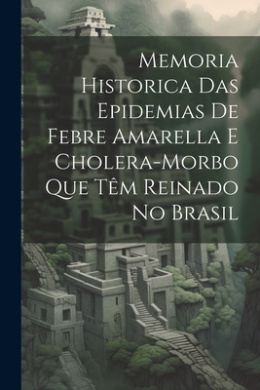 Memoria
Historica Das
Epidemias De
Febre Amarella E
Cholera-Morbo
Que Têm Reinado
No Brasil